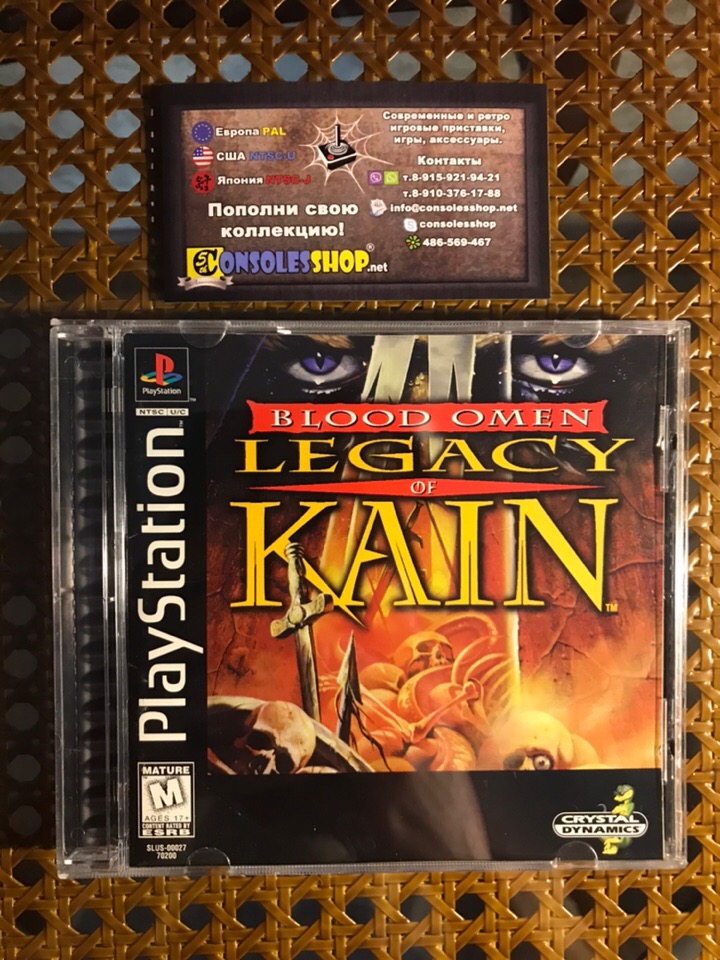 Европа PAL
США NTSC-U
Япония NTSC-J
Пополни свою
коллекцию!
CONSOLESSHOP.net
Современные и ретро
игровые приставки,
игры, аксессуары.
Контакты
т.8-915-921-94-21
т.8-910-376-17-88
info@consolesshop.net
consolesshop
486-569-467
PlayStation
NTSC U/C
PlayStation™
BLOOD OMEN
LEGACY
OF
KAIN™
MATURE
M
AGES 17+
CONTENT RATED BY
ESRB
SLUS-00027
70200
CRYSTAL
DYNAMICS